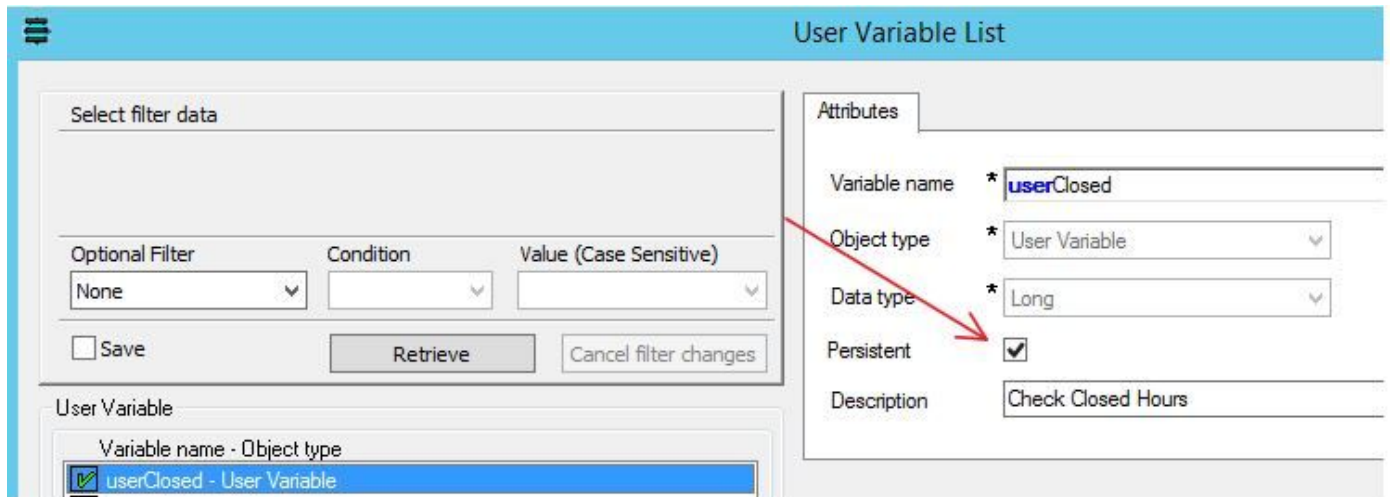 User Variable List
Select filter data
Optional Filter Condition Value (Case Sensitive)
None
Save Retrieve Cancel filter changes
User Variable
Variable name - Object type
userClosed - User Variable
Attributes
Variable name * userClosed
Object type * User Variable
Data type * Long
Persistent
Description Check Closed Hours